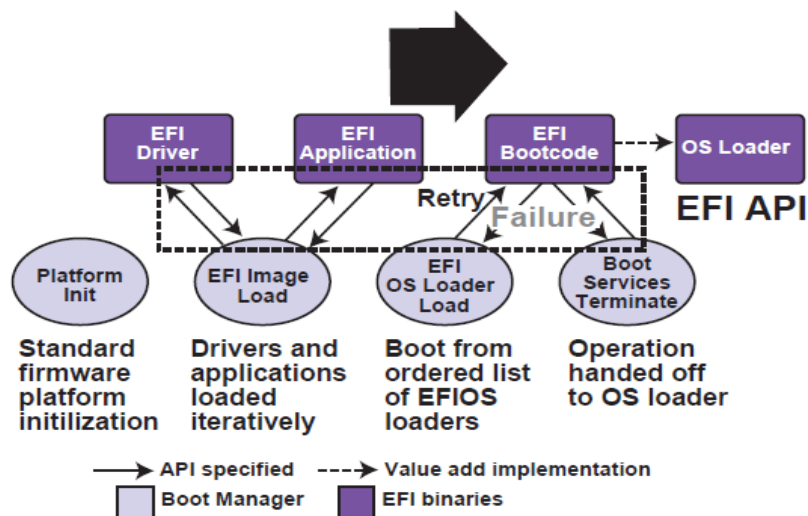 EFI
Driver
EFI
Application
EFI
Bootcode
OS Loader
EFI API
Retry
Failure
Platform
Init
EFI Image
Load
EFI
OS Loader
Load
Boot
Services
Terminate
Standard
firmware
platform
initilization
Drivers and
applications
loaded
iteratively
Boot from
ordered list
of EFIOS
loaders
Operation
handed off
to OS loader
API specified
Value add implementation
Boot Manager
EFI binaries